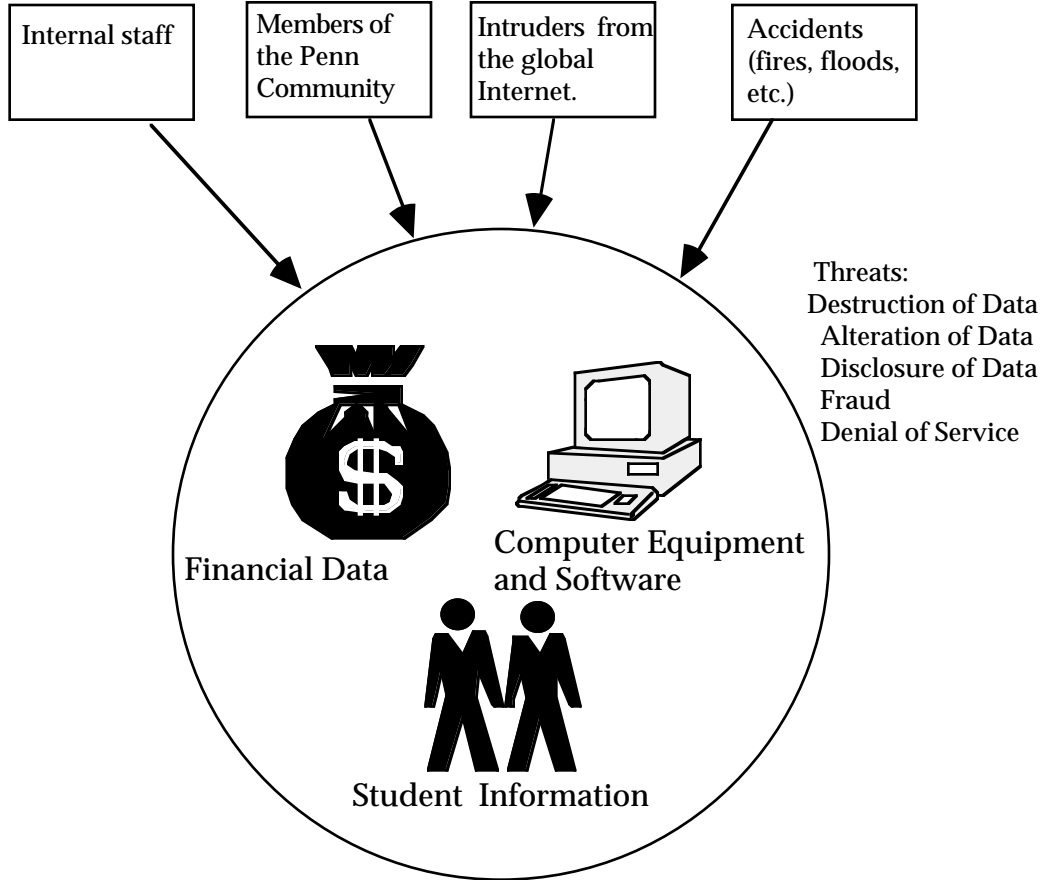 Internal staff
Members of
the Penn
Community
Intruders from
the global
Internet.
Accidents
(fires, floods,
etc.)
Threats:
Destruction of Data
Alteration of Data
Disclosure of Data
Fraud
Denial of Service
$
Financial Data
Computer Equipment
and Software
Student Information